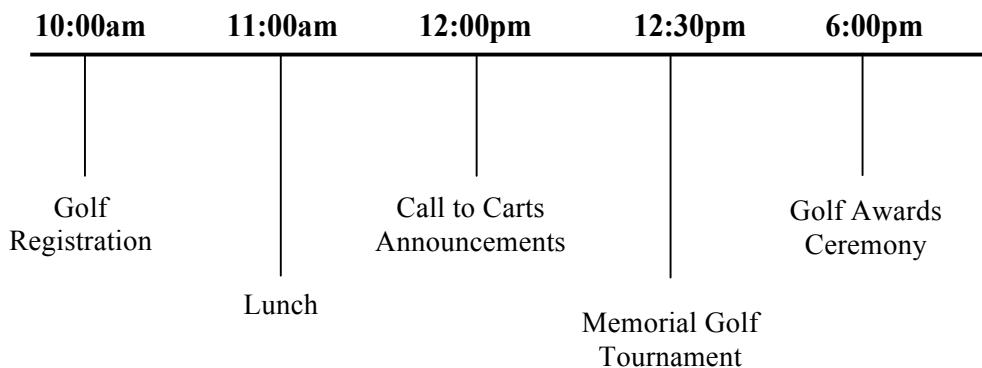 10:00am 11:00am 12:00pm 12:30pm 6:00pm
Golf
Registration
Lunch
Call to Carts
Announcements
Memorial Golf
Tournament
Golf Awards
Ceremony